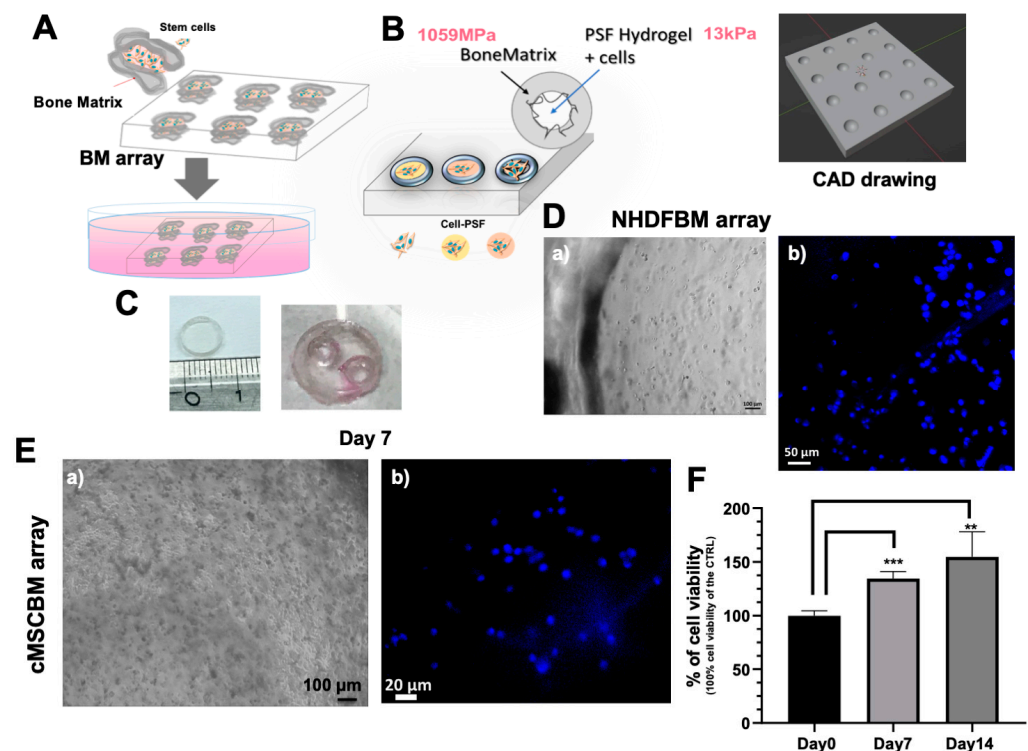 A
Stem cells
Bone Matrix
BM array
B
1059MPa
BoneMatrix
PSF Hydrogel
+ cells
13kPa
Cell-PSF
CAD drawing
C
0 1
D
NHDFBM array
a)
100 µm
b)
50 µm
E
Day 7
cMSCBM array
a)
100 µm
b)
20 µm
F
% of cell viability
(100% cell viability of the CTRL)
200
150
100
50
0
***
**
Day0
Day7
Day14